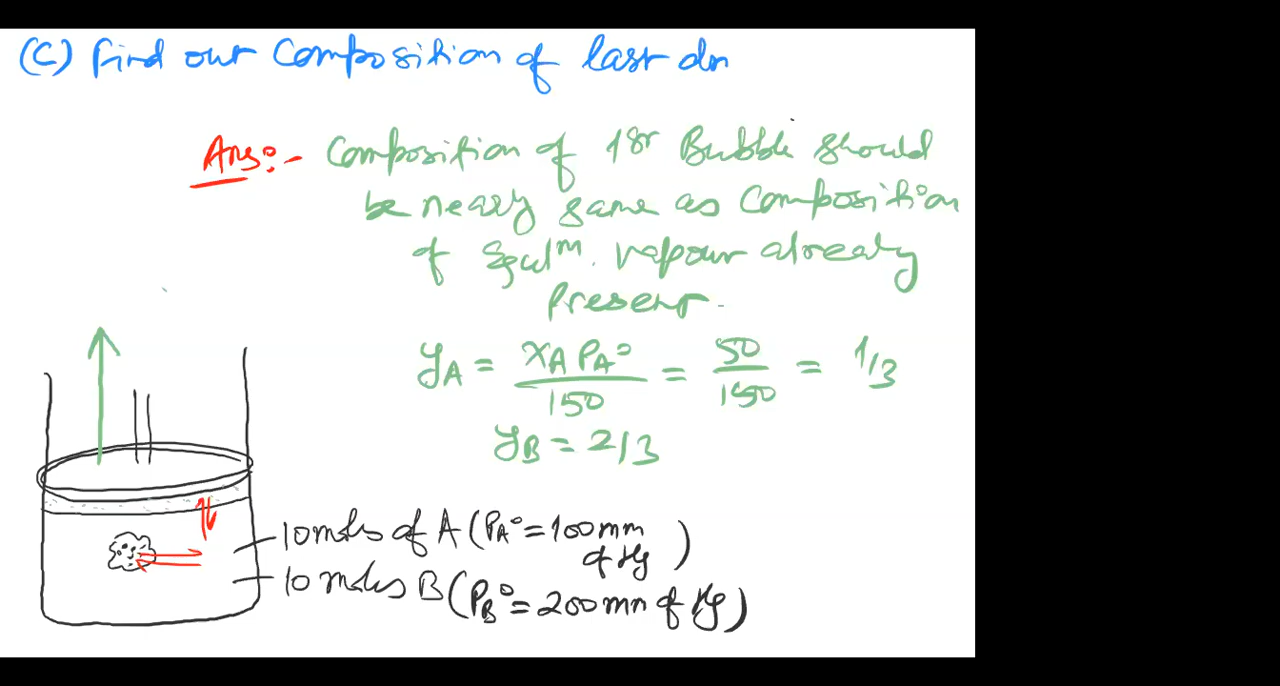 (C) Find out Composition of last dr
Ans:- Composition of 1st Bubble should
be nearly same as Composition
of Equlm. vapour already
Present.
yA = xA PA° / 150 = 50 / 150 = 1/3
yB = 2/3
10 moles of A (PA° = 100 mm of Hg)
10 moles B (PB° = 200 mm of Hg)